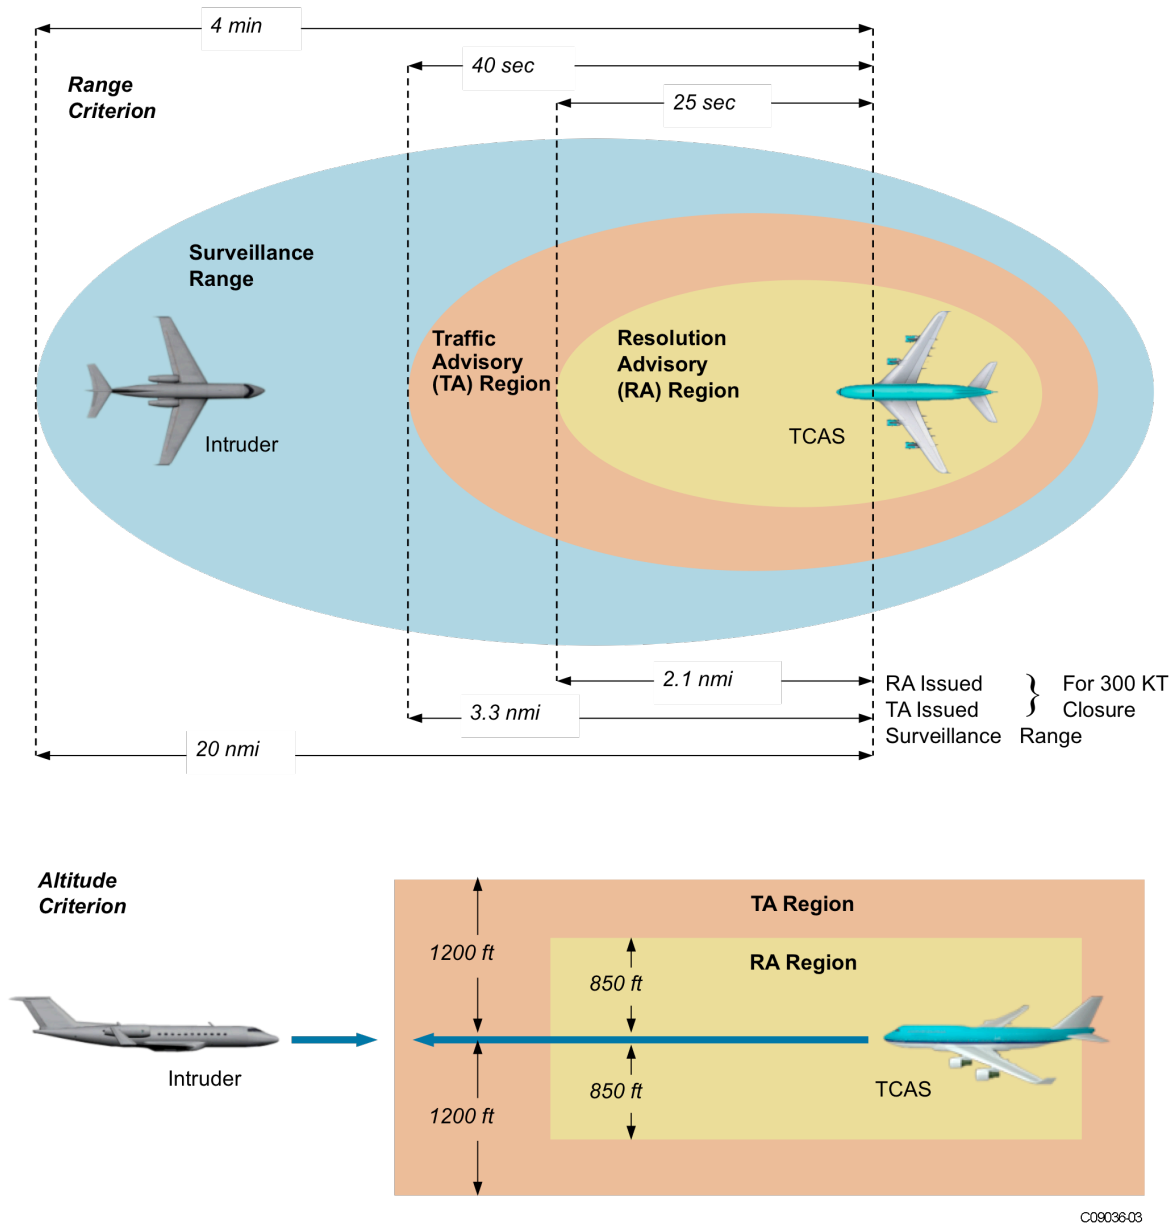 4 min
40 sec
25 sec
Range
Criterion
Surveillance
Range
Traffic
Advisory
(TA) Region
Resolution
Advisory
(RA) Region
Intruder
TCAS
2.1 nmi
3.3 nmi
20 nmi
RA Issued } For 300 KT
TA Issued } Closure
Surveillance Range
Altitude
Criterion
TA Region
1200 ft
RA Region
850 ft
Intruder
850 ft
TCAS
1200 ft
C09036-03